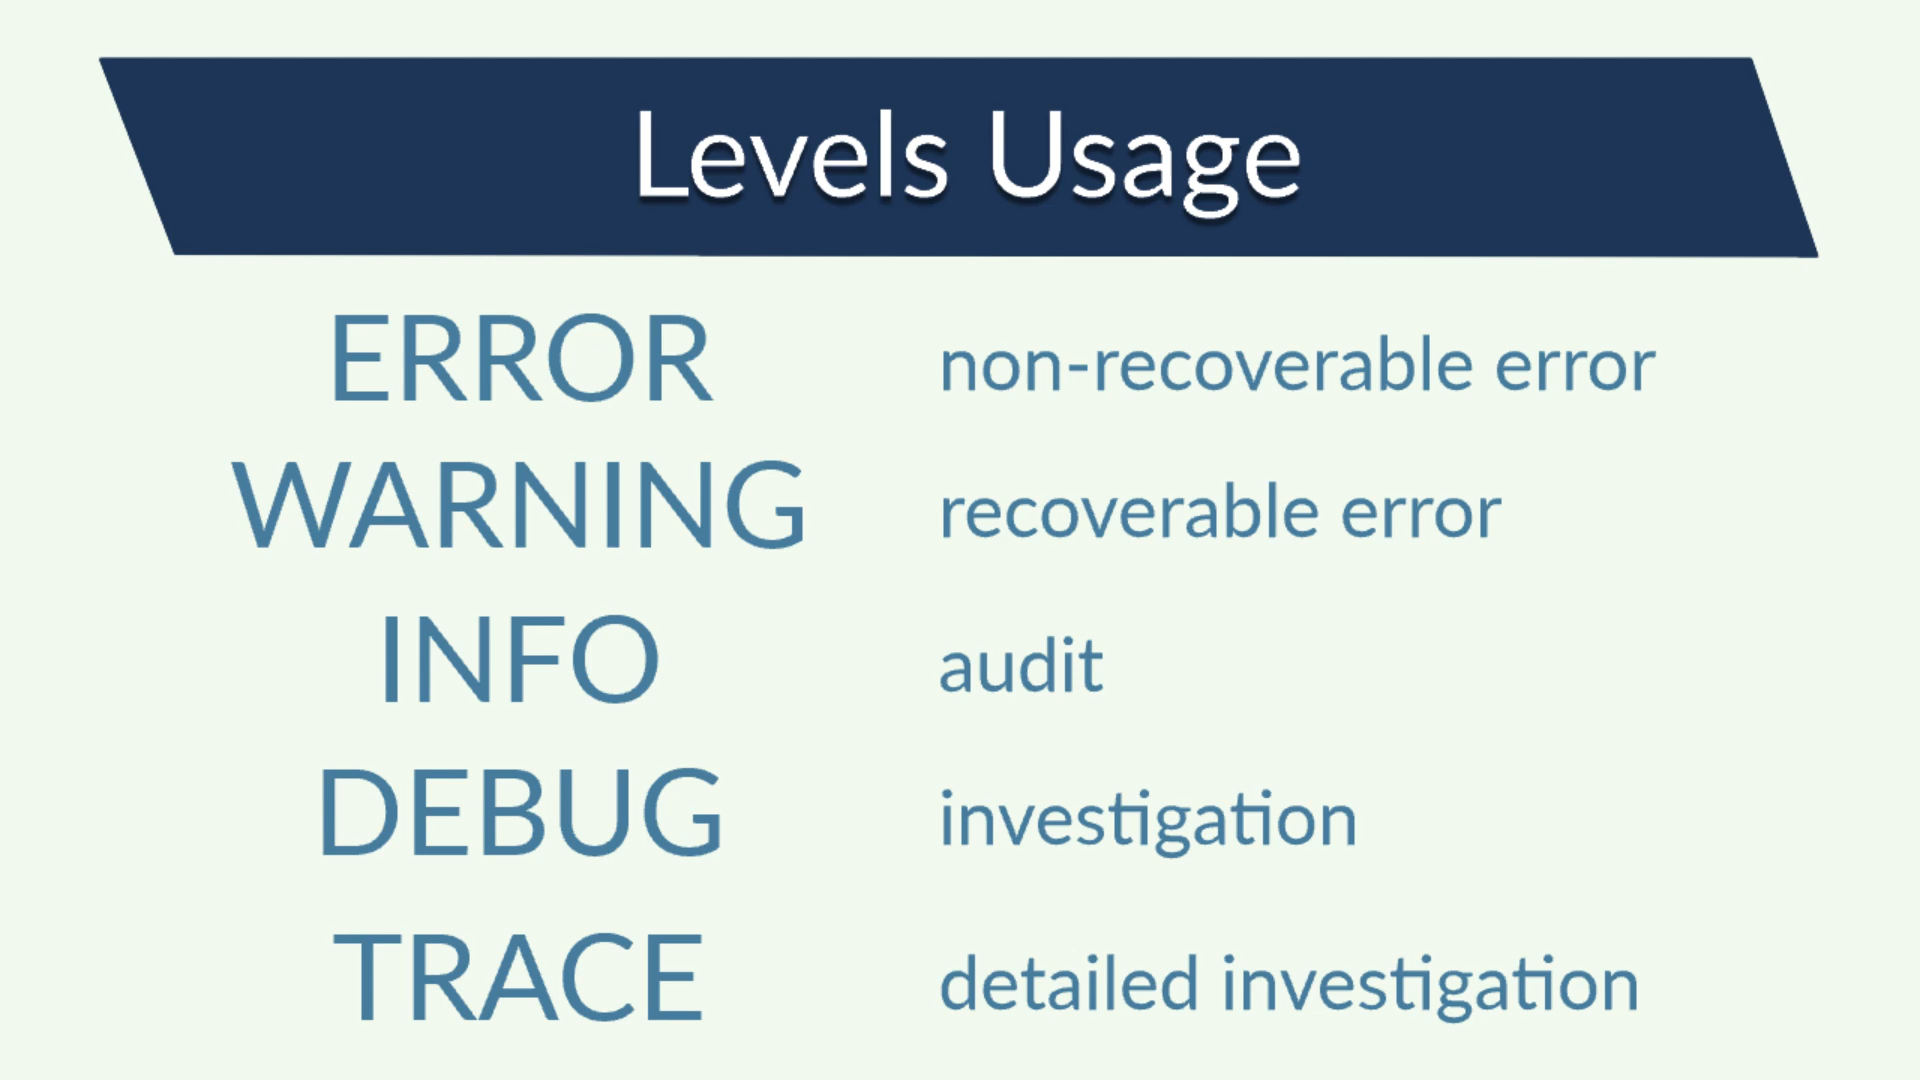 Levels Usage
ERROR non-recoverable error
WARNING recoverable error
INFO audit
DEBUG investigation
TRACE detailed investigation